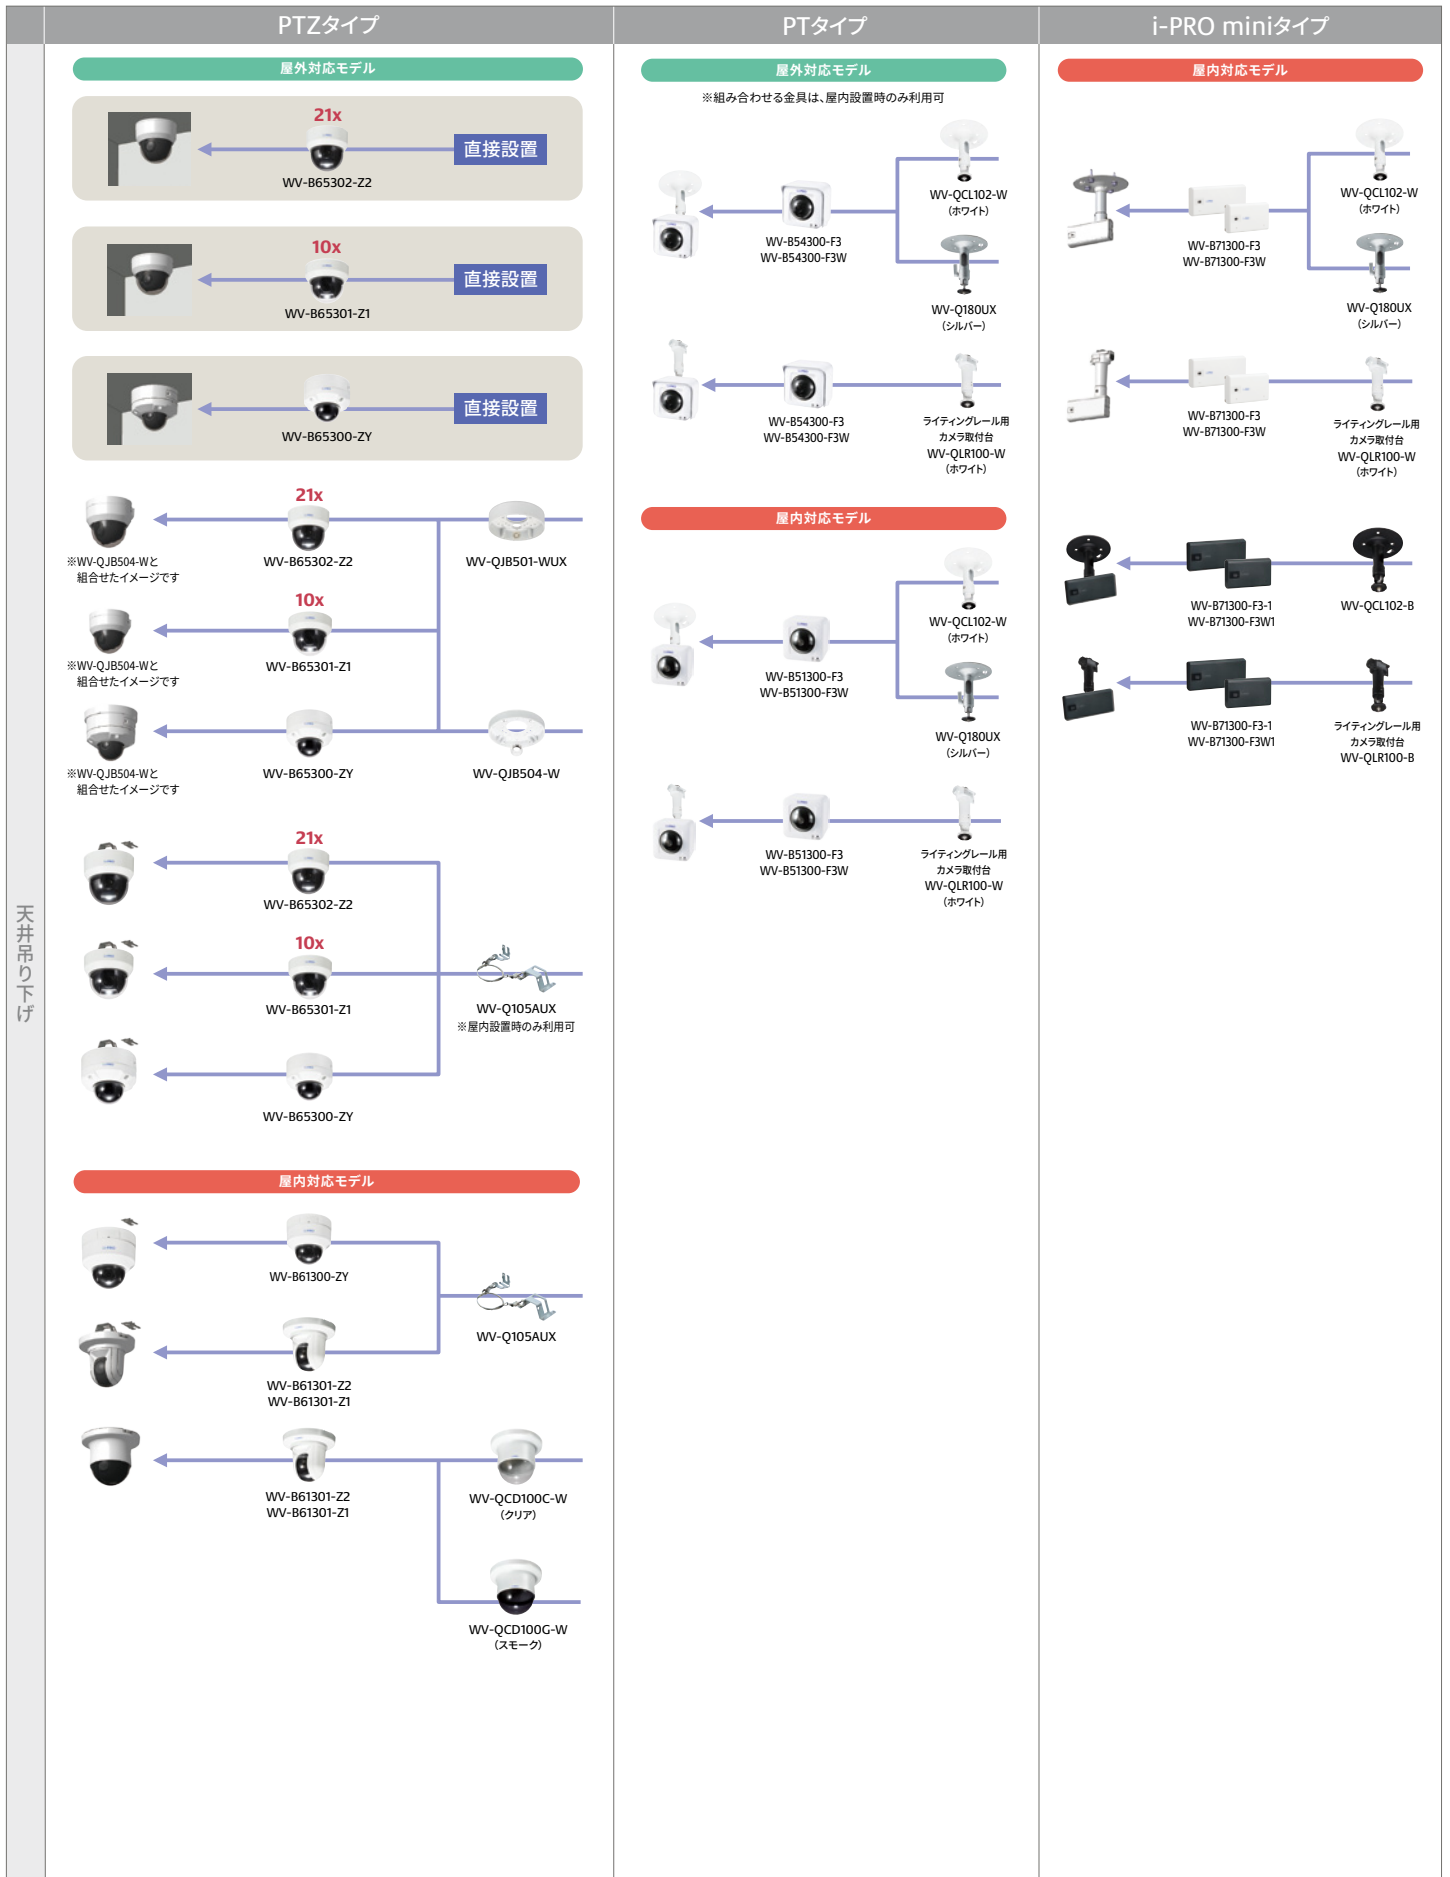 PTZタイプ
PTタイプ
i-PRO miniタイプ
天井吊り下げ
屋外対応モデル
21x
直接設置
WV-B65302-Z2
10x
直接設置
WV-B65301-Z1
直接設置
WV-B65300-ZY
21x
※WV-QJB504-Wと
組合せたイメージです
WV-B65302-Z2
WV-QJB501-WUX
10x
※WV-QJB504-Wと
組合せたイメージです
WV-B65301-Z1
※WV-QJB504-Wと
組合せたイメージです
WV-B65300-ZY
WV-QJB504-W
21x
WV-B65302-Z2
10x
WV-B65301-Z1
WV-Q105AUX
※屋内設置時のみ利用可
WV-B65300-ZY
屋内対応モデル
WV-B61300-ZY
WV-Q105AUX
WV-B61301-Z2
WV-B61301-Z1
WV-B61301-Z2
WV-B61301-Z1
WV-QCD100C-W
(クリア)
WV-QCD100G-W
(スモーク)
屋外対応モデル
※組み合わせる金具は、屋内設置時のみ利用可
WV-QCL102-W
(ホワイト)
WV-B54300-F3
WV-B54300-F3W
WV-Q180UX
(シルバー)
WV-B54300-F3
WV-B54300-F3W
ライティングレール用
カメラ取付台
WV-QLR100-W
(ホワイト)
屋内対応モデル
WV-QCL102-W
(ホワイト)
WV-B51300-F3
WV-B51300-F3W
WV-Q180UX
(シルバー)
WV-B51300-F3
WV-B51300-F3W
ライティングレール用
カメラ取付台
WV-QLR100-W
(ホワイト)
屋内対応モデル
WV-QCL102-W
(ホワイト)
WV-B71300-F3
WV-B71300-F3W
WV-Q180UX
(シルバー)
WV-B71300-F3
WV-B71300-F3W
ライティングレール用
カメラ取付台
WV-QLR100-W
(ホワイト)
WV-B71300-F3-1
WV-B71300-F3W1
WV-QCL102-B
WV-B71300-F3-1
WV-B71300-F3W1
ライティングレール用
カメラ取付台
WV-QLR100-B